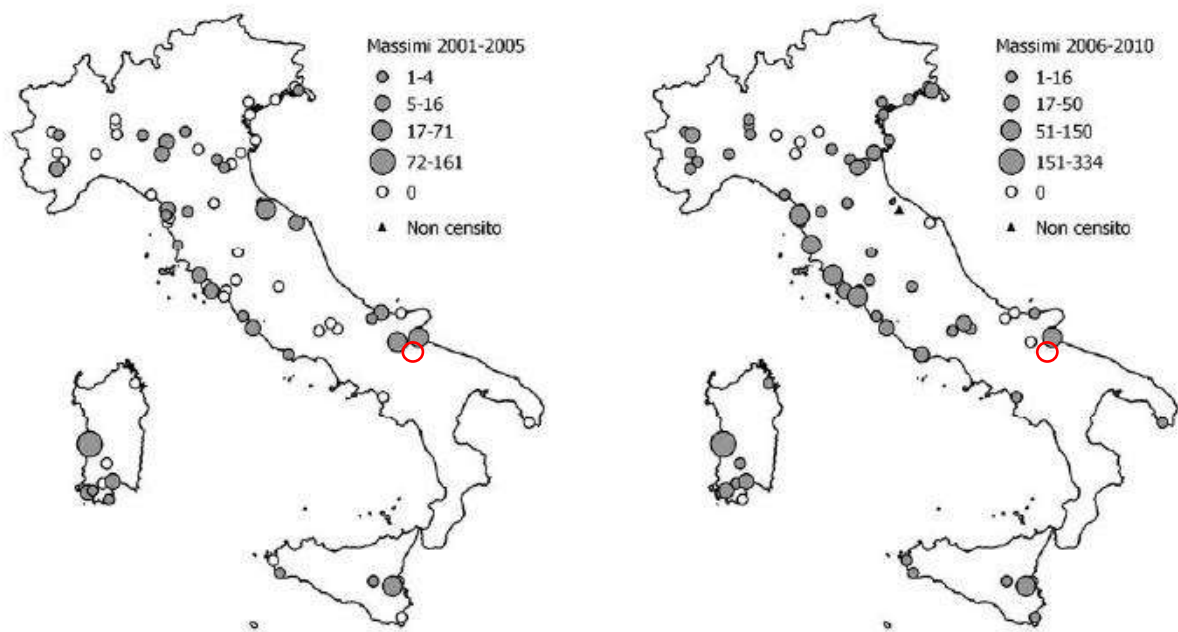 Massimi 2001-2005
1-4
5-16
17-71
72-161
0
Non censito
Massimi 2006-2010
1-16
17-50
51-150
151-334
0
Non censito